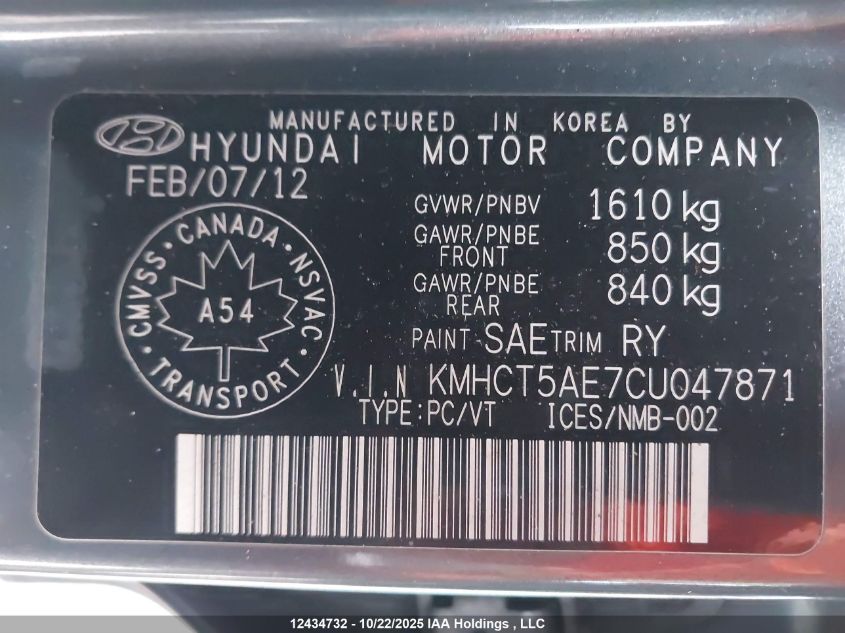 MANUFACTURED IN KOREA BY
HYUNDAI MOTOR COMPANY
FEB/07/12
GVWR/PNBV 1610 kg
GAWR/PNBE FRONT 850 kg
GAWR/PNBE REAR 840 kg
CANADA · NSVAC · TRANSPORT · CMVSS ·
A54
PAINT SAE TRIM RY
V.I.N KMHCT5AE7CU047871
TYPE:PC/VT ICES/NMB-002
12434732 - 10/22/2025 IAA Holdings , LLC